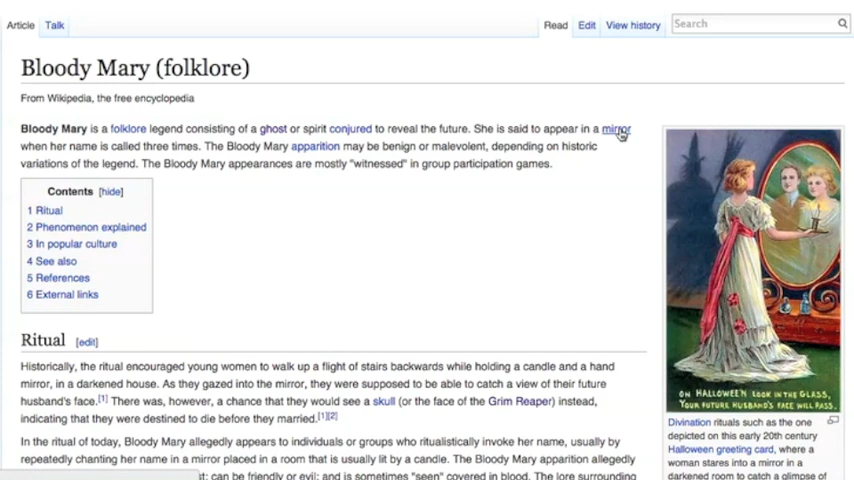 Article Talk Read Edit View history Search
Bloody Mary (folklore)
From Wikipedia, the free encyclopedia
Bloody Mary is a folklore legend consisting of a ghost or spirit conjured to reveal the future. She is said to appear in a mirror
when her name is called three times. The Bloody Mary apparition may be benign or malevolent, depending on historic
variations of the legend. The Bloody Mary appearances are mostly "witnessed" in group participation games.
Contents [hide]
1 Ritual
2 Phenomenon explained
3 In popular culture
4 See also
5 References
6 External links
Ritual [edit]
Historically, the ritual encouraged young women to walk up a flight of stairs backwards while holding a candle and a hand
mirror, in a darkened house. As they gazed into the mirror, they were supposed to be able to catch a view of their future
husband's face.[1] There was, however, a chance that they would see a skull (or the face of the Grim Reaper) instead,
indicating that they were destined to die before they married.[1][2]
In the ritual of today, Bloody Mary allegedly appears to individuals or groups who ritualistically invoke her name, usually by
repeatedly chanting her name in a mirror placed in a room that is usually lit by a candle. The Bloody Mary apparition allegedly
can be friendly or evil; and is sometimes "seen" covered in blood. The lore surrounding
ON HALLOWE'EN LOOK IN THE GLASS,
YOUR FUTURE HUSBAND'S FACE WILL PASS.
Divination rituals such as the one
depicted on this early 20th century
Halloween greeting card, where a
woman stares into a mirror in a
darkened room to catch a glimpse of